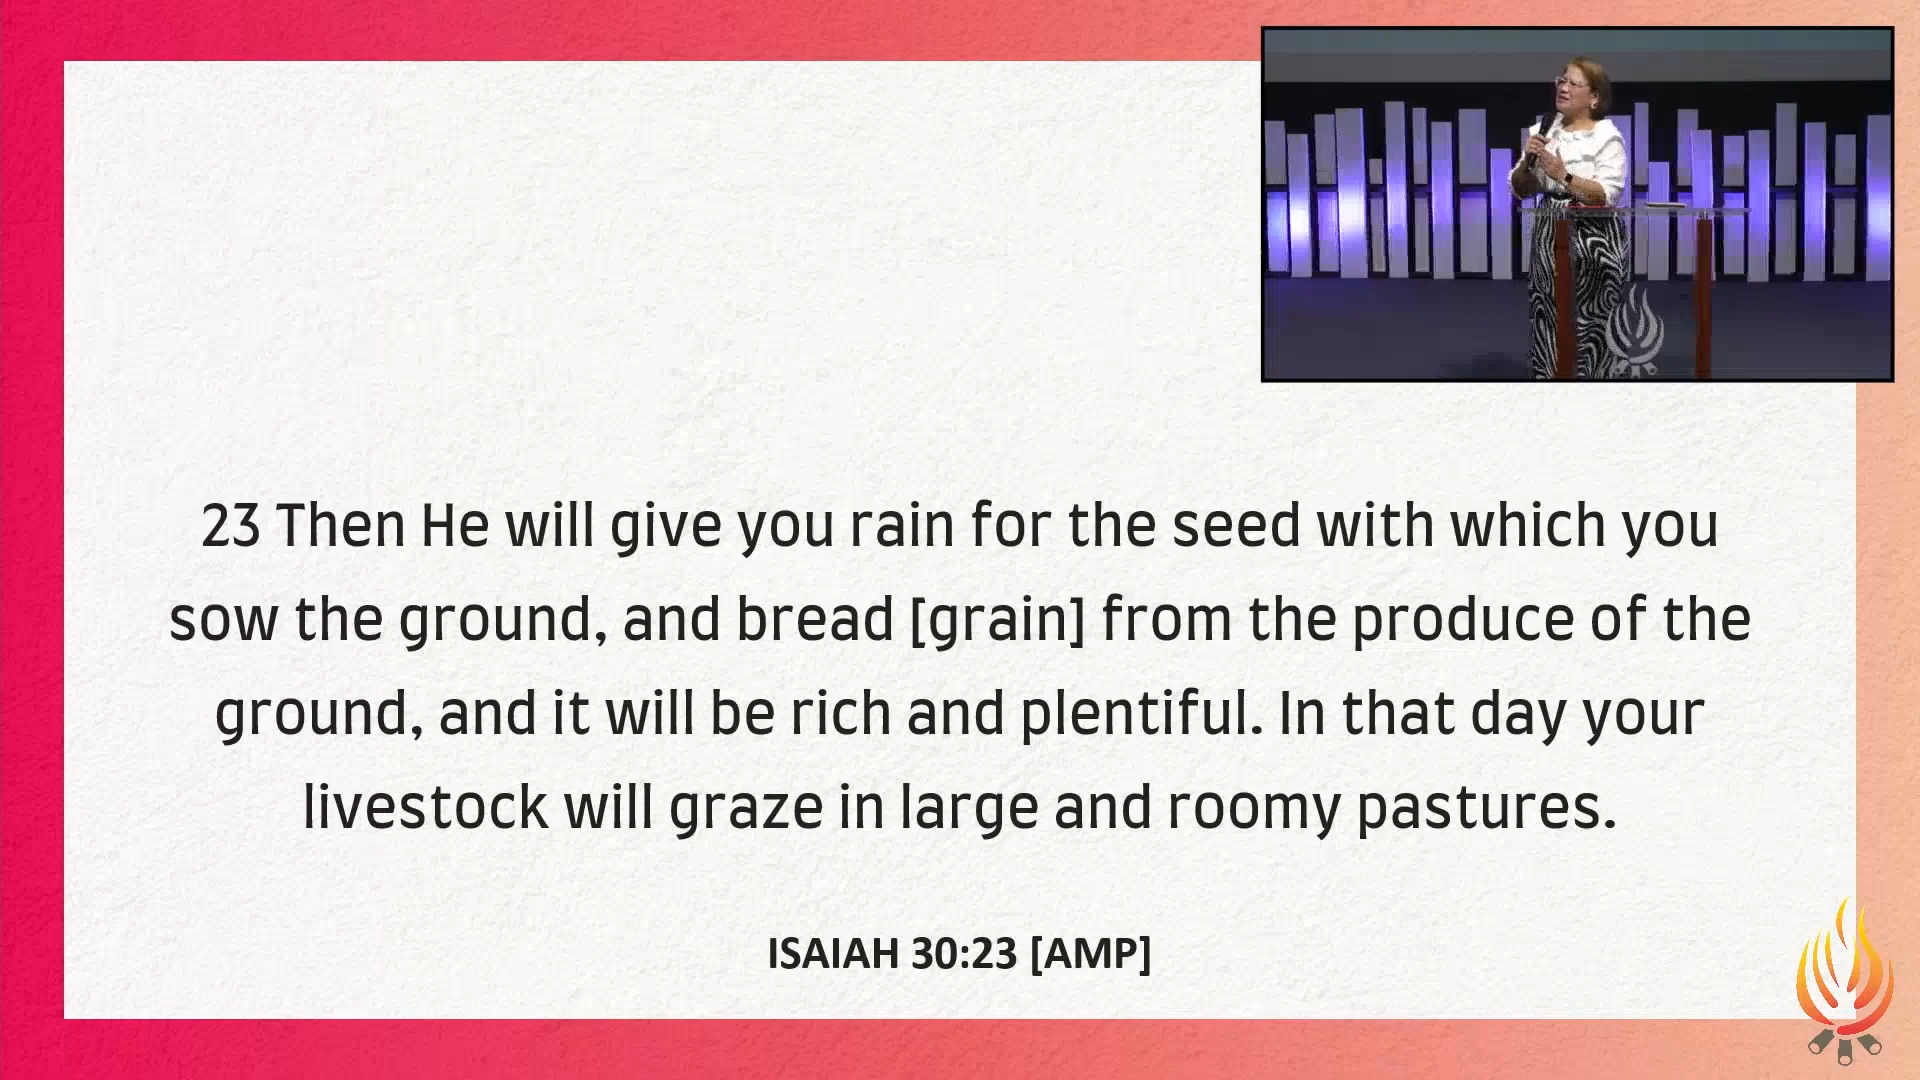 23 Then He will give you rain for the seed with which you
sow the ground, and bread [grain] from the produce of the
ground, and it will be rich and plentiful. In that day your
livestock will graze in large and roomy pastures.
ISAIAH 30:23 [AMP]